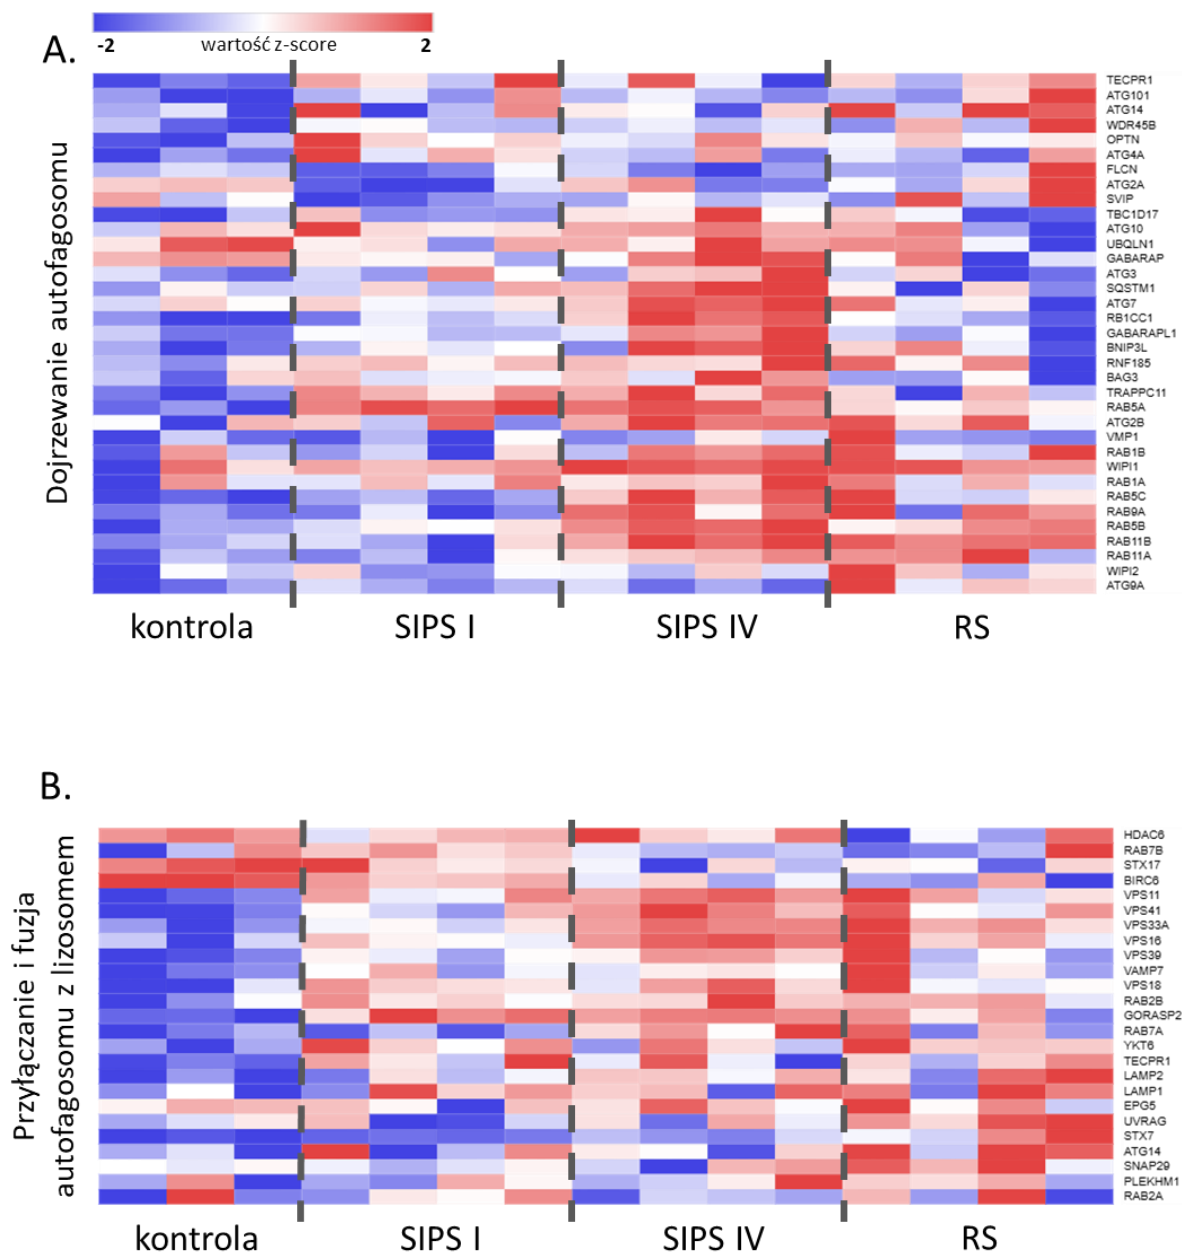 A.
-2 wartość z-score 2
Dojrzewanie autofagosomu
TECPR1
ATG101
ATG14
WDR45B
OPTN
ATG4A
FLCN
ATG2A
SVIP
TBC1D17
ATG10
UBQLN1
GABARAP
ATG3
SQSTM1
ATG7
RB1CC1
GABARAPL1
BNIP3L
RNF185
BAG3
TRAPPC11
RAB5A
ATG2B
VMP1
RAB1B
WIPI1
RAB1A
RAB5C
RAB9A
RAB5B
RAB11B
RAB11A
WIPI2
ATG9A
kontrola SIPS I SIPS IV RS
B.
Przyłączanie i fuzja
autofagosomu z lizosomem
HDAC6
RAB7B
STX17
BIRC6
VPS11
VPS41
VPS33A
VPS16
VPS39
VAMP7
VPS18
RAB2B
GORASP2
RAB7A
YKT6
TECPR1
LAMP2
LAMP1
EPG5
UVRAG
STX7
ATG14
SNAP29
PLEKHM1
RAB2A
kontrola SIPS I SIPS IV RS